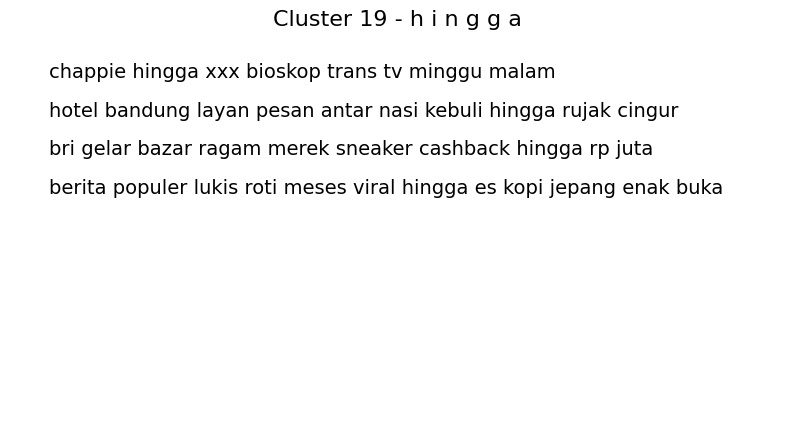 Cluster 19 - h i n g g a
chappie hingga xxx bioskop trans tv minggu malam
hotel bandung layan pesan antar nasi kebuli hingga rujak cingur
bri gelar bazar ragam merek sneaker cashback hingga rp juta
berita populer lukis roti meses viral hingga es kopi jepang enak buka